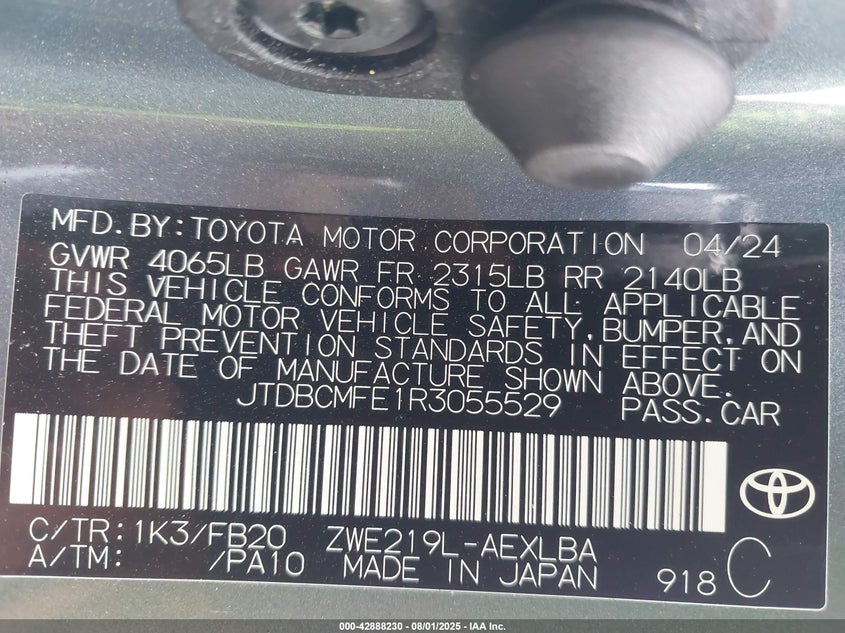 MFD.BY:TOYOTA MOTOR CORPORATION 04/24
GVWR 4065LB GAWR FR 2315LB RR 2140LB
THIS VEHICLE CONFORMS TO ALL APPLICABLE
FEDERAL MOTOR VEHICLE SAFETY, BUMPER, AND
THEFT PREVENTION STANDARDS IN EFFECT ON
THE DATE OF MANUFACTURE SHOWN ABOVE.
JTDBCMFE1R3055529 PASS.CAR
C/TR:1K3/FB20 ZWE219L-AEXLBA
A/TM: /PA10 MADE IN JAPAN 918 C
000-42888230 - 08/01/2025 - IAA Inc.